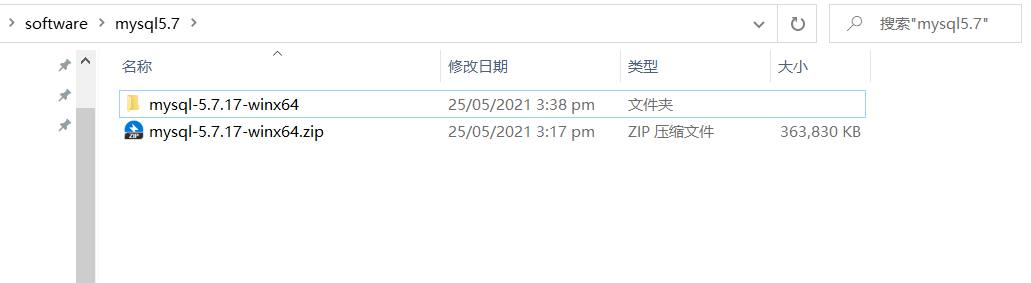 software > mysql5.7 >
搜索"mysql5.7"
名称 修改日期 类型 大小
mysql-5.7.17-winx64 25/05/2021 3:38 pm 文件夹
mysql-5.7.17-winx64.zip 25/05/2021 3:17 pm ZIP 压缩文件 363,830 KB